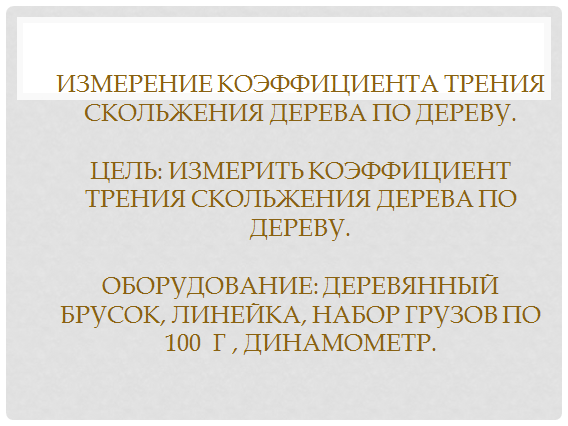 ИЗМЕРЕНИЕ КОЭФФИЦИЕНТА ТРЕНИЯ
СКОЛЬЖЕНИЯ ДЕРЕВА ПО ДЕРЕВУ.
ЦЕЛЬ: ИЗМЕРИТЬ КОЭФФИЦИЕНТ
ТРЕНИЯ СКОЛЬЖЕНИЯ ДЕРЕВА ПО
ДЕРЕВУ.
ОБОРУДОВАНИЕ: ДЕРЕВЯННЫЙ
БРУСОК, ЛИНЕЙКА, НАБОР ГРУЗОВ ПО
100 Г , ДИНАМОМЕТР.